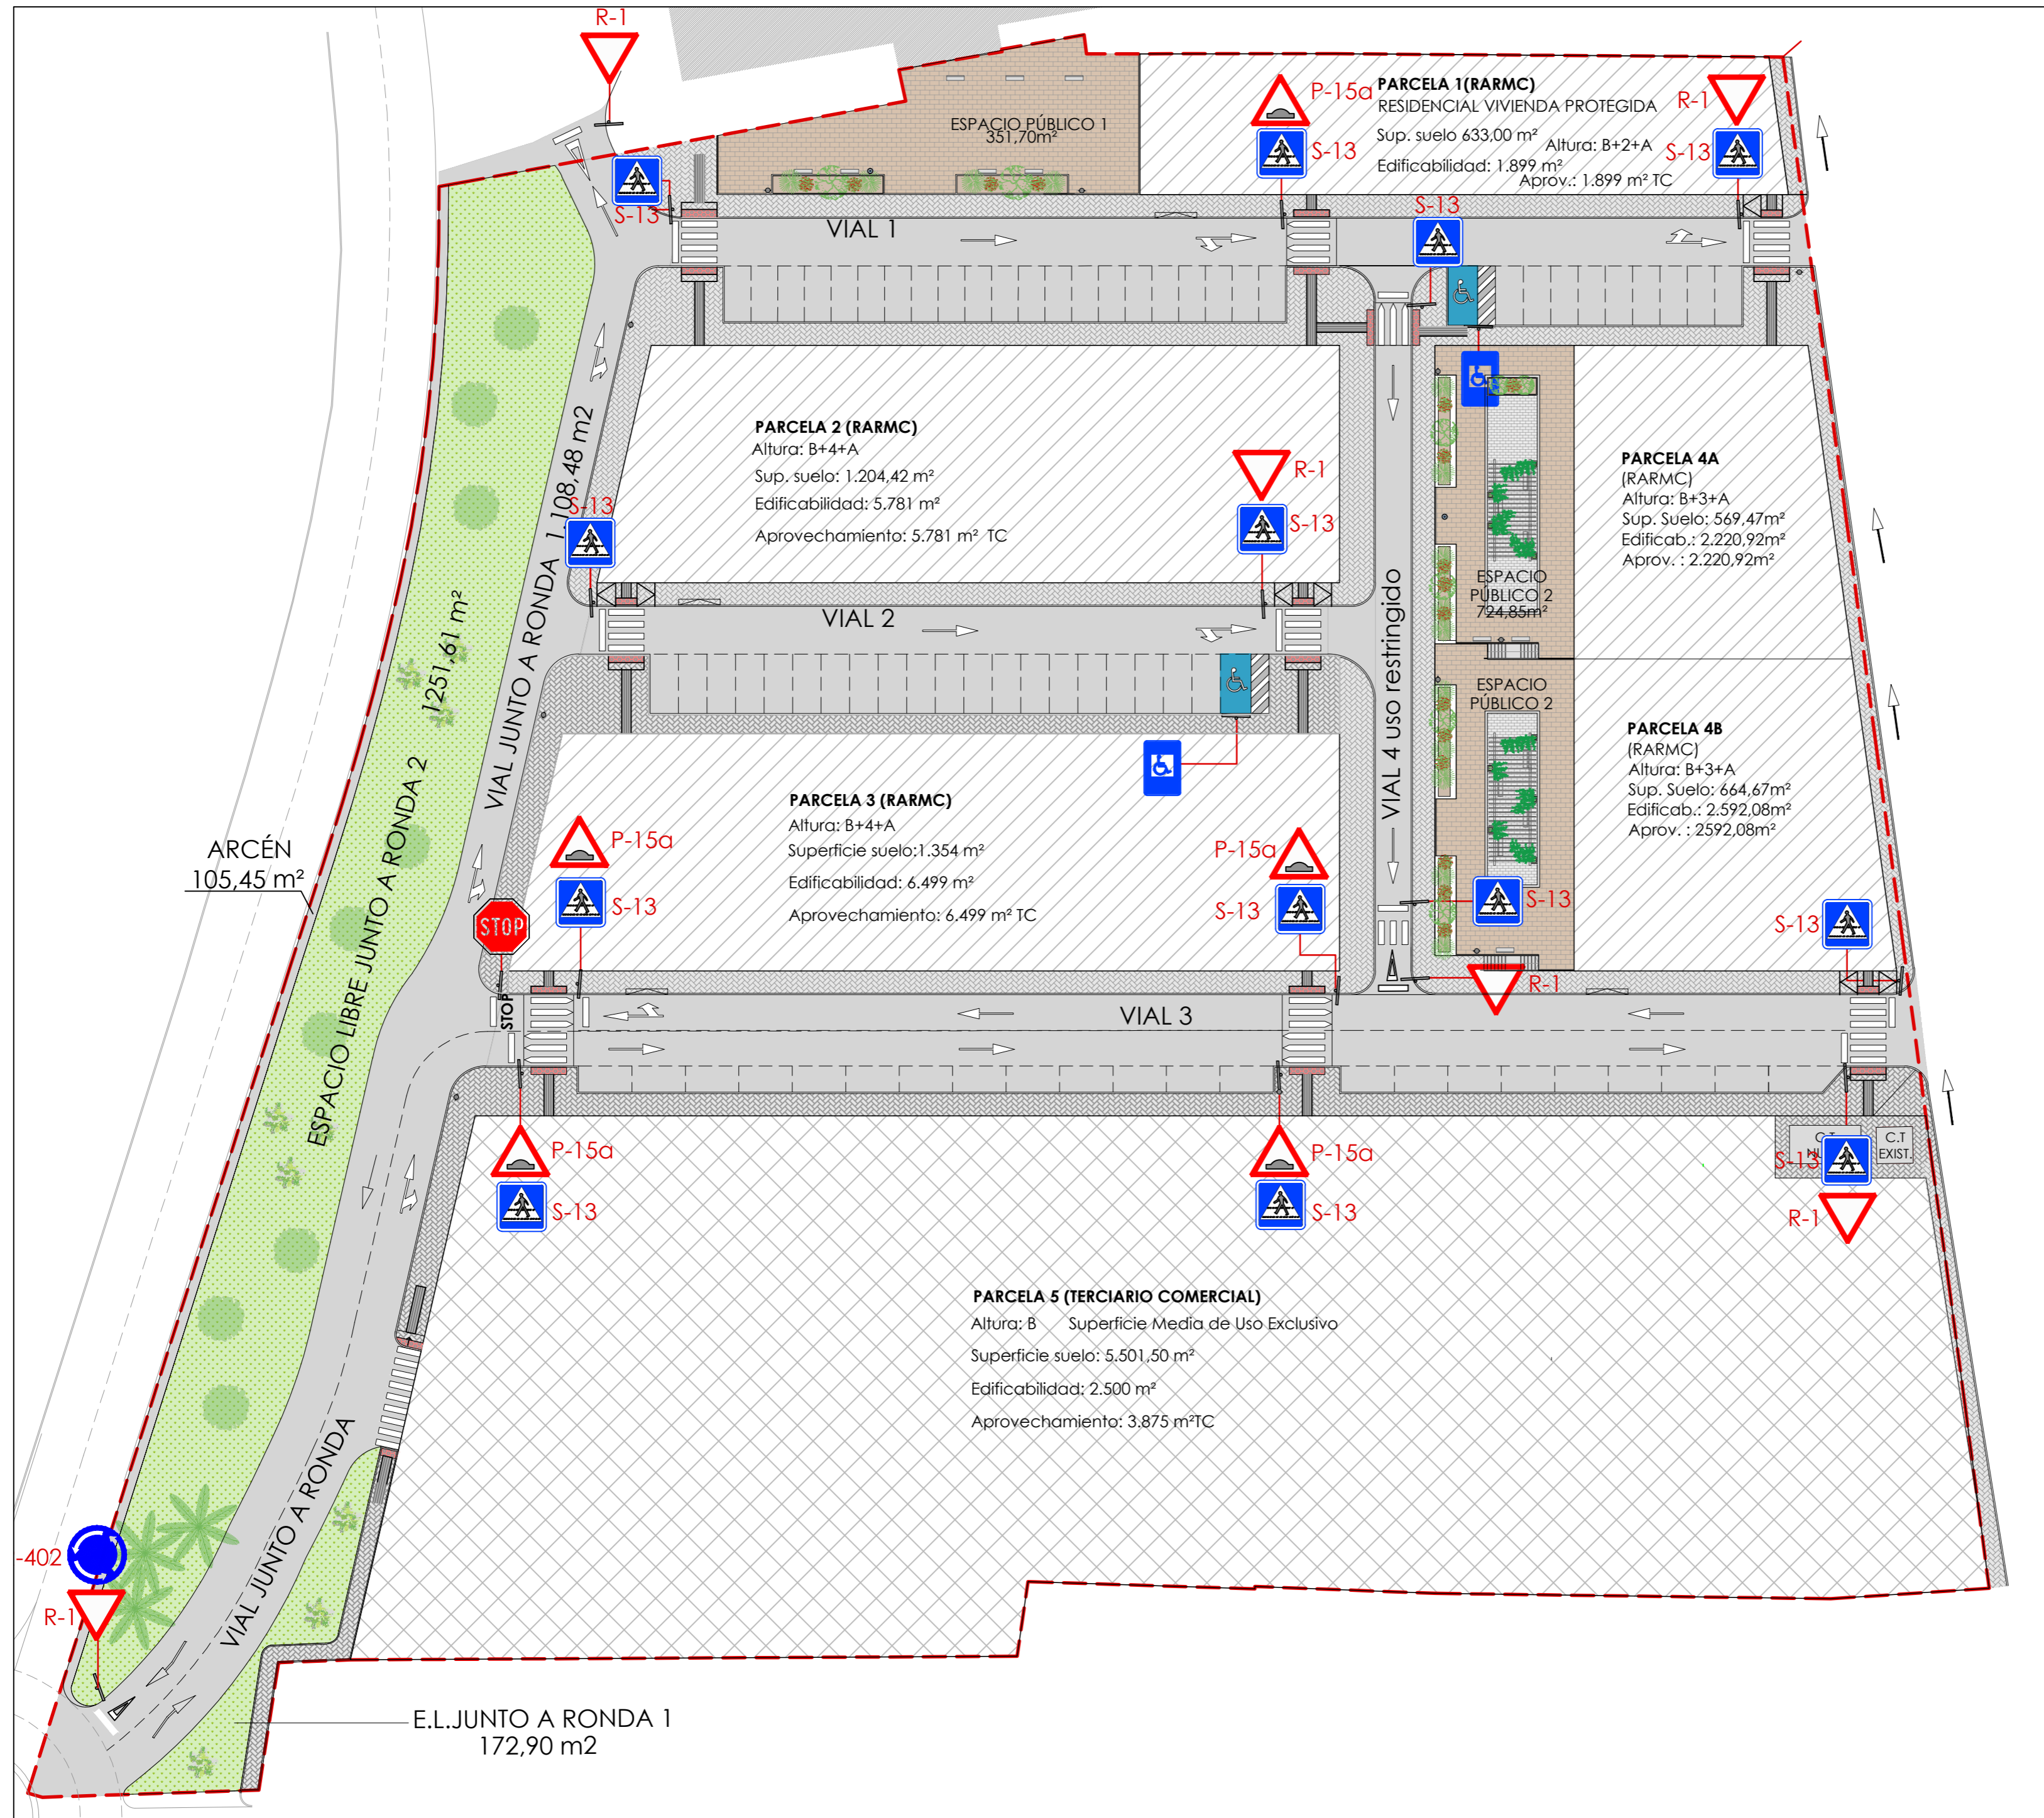 R-1
P-15a
S-13
PARCELA 1(RARMC)
RESIDENCIAL VIVIENDA PROTEGIDA
Sup. suelo 633,00 m²
Altura: B+2+A
Edificabilidad: 1.899 m²
Aprov.: 1.899 m² TC
R-1
S-13
ESPACIO PÚBLICO 1
351,70m²
S-13
S-13
VIAL 1
PARCELA 2 (RARMC)
Altura: B+4+A
Sup. suelo: 1.204,42 m²
Edificabilidad: 5.781 m²
Aprovechamiento: 5.781 m² TC
R-1
S-13
S-13
PARCELA 4A
(RARMC)
Altura: B+3+A
Sup. Suelo: 569,47m²
Edificab.: 2.220,92m²
Aprov. : 2.220,92m²
ESPACIO
PÚBLICO 2
724,85m²
VIAL 2
VIAL JUNTO A RONDA 1.108,48 m2
ESPACIO LIBRE JUNTO A RONDA 2 1251,61 m²
VIAL 4 uso restringido
ESPACIO
PÚBLICO 2
PARCELA 4B
(RARMC)
Altura: B+3+A
Sup. Suelo: 664,67m²
Edificab.: 2.592,08m²
Aprov. : 2592,08m²
ARCÉN
105,45 m²
PARCELA 3 (RARMC)
Altura: B+4+A
Superficie suelo:1.354 m²
Edificabilidad: 6.499 m²
Aprovechamiento: 6.499 m² TC
P-15a
S-13
P-15a
S-13
STOP
S-13
S-13
R-1
STOP
VIAL 3
P-15a
S-13
P-15a
S-13
C.T
EXIST.
S-13
R-1
PARCELA 5 (TERCIARIO COMERCIAL)
Altura: B Superficie Media de Uso Exclusivo
Superficie suelo: 5.501,50 m²
Edificabilidad: 2.500 m²
Aprovechamiento: 3.875 m²TC
VIAL JUNTO A RONDA
-402
R-1
E.L.JUNTO A RONDA 1
172,90 m2